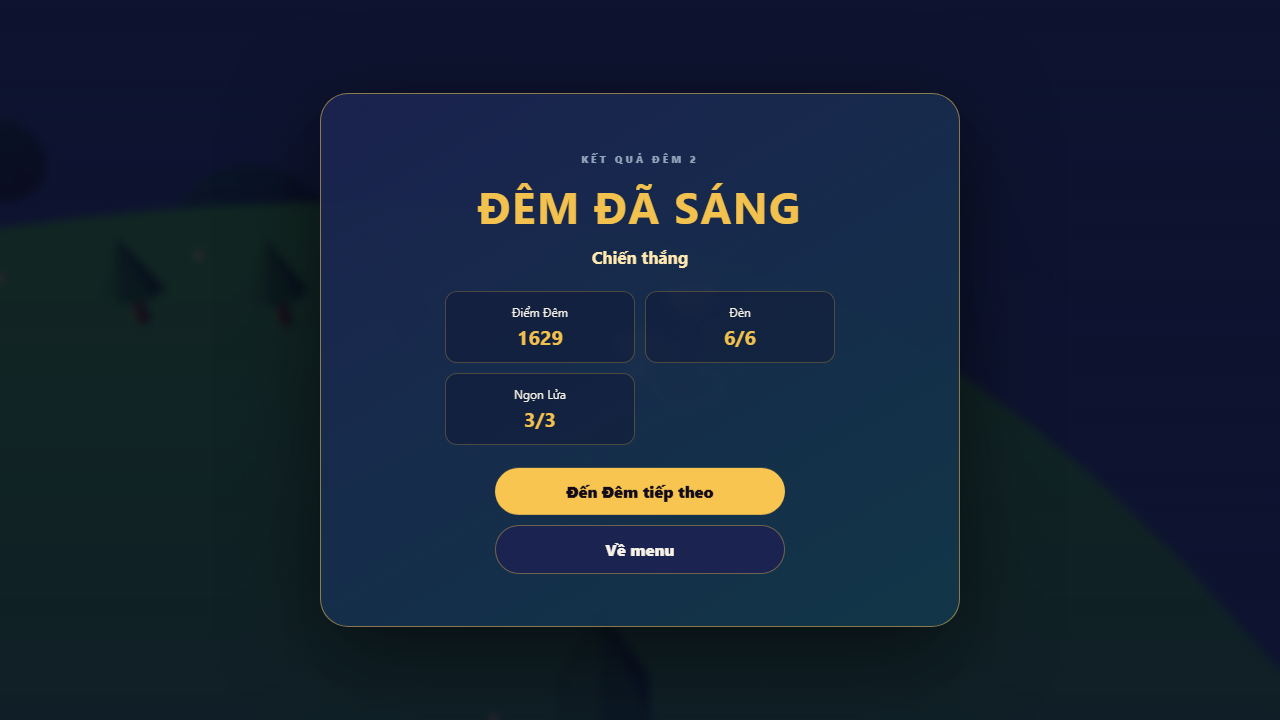 KẾT QUẢ ĐÊM 2
ĐÊM ĐÃ SÁNG
Chiến thắng
Điểm Đêm
1629
Đèn
6/6
Ngọn Lửa
3/3
Đến Đêm tiếp theo
Về menu